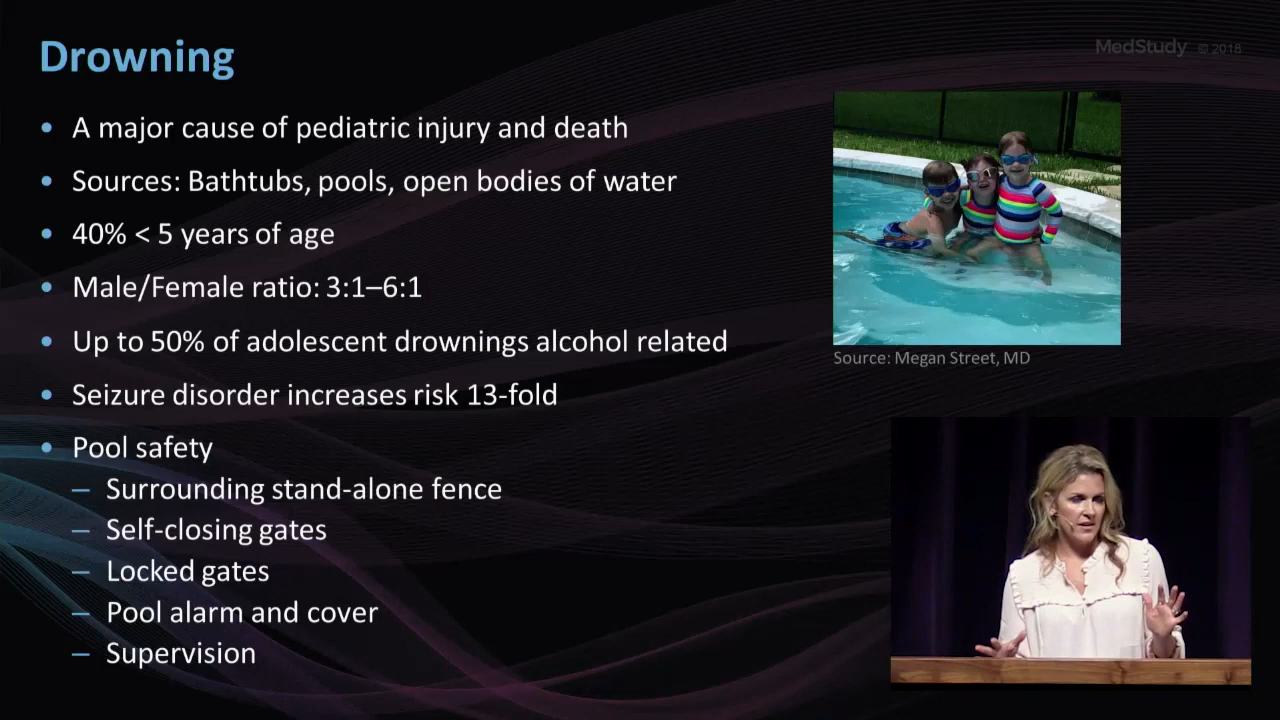 Drowning
MedStudy © 2018
• A major cause of pediatric injury and death
• Sources: Bathtubs, pools, open bodies of water
• 40% < 5 years of age
• Male/Female ratio: 3:1–6:1
• Up to 50% of adolescent drownings alcohol related
Source: Megan Street, MD
• Seizure disorder increases risk 13-fold
• Pool safety
– Surrounding stand-alone fence
– Self-closing gates
– Locked gates
– Pool alarm and cover
– Supervision